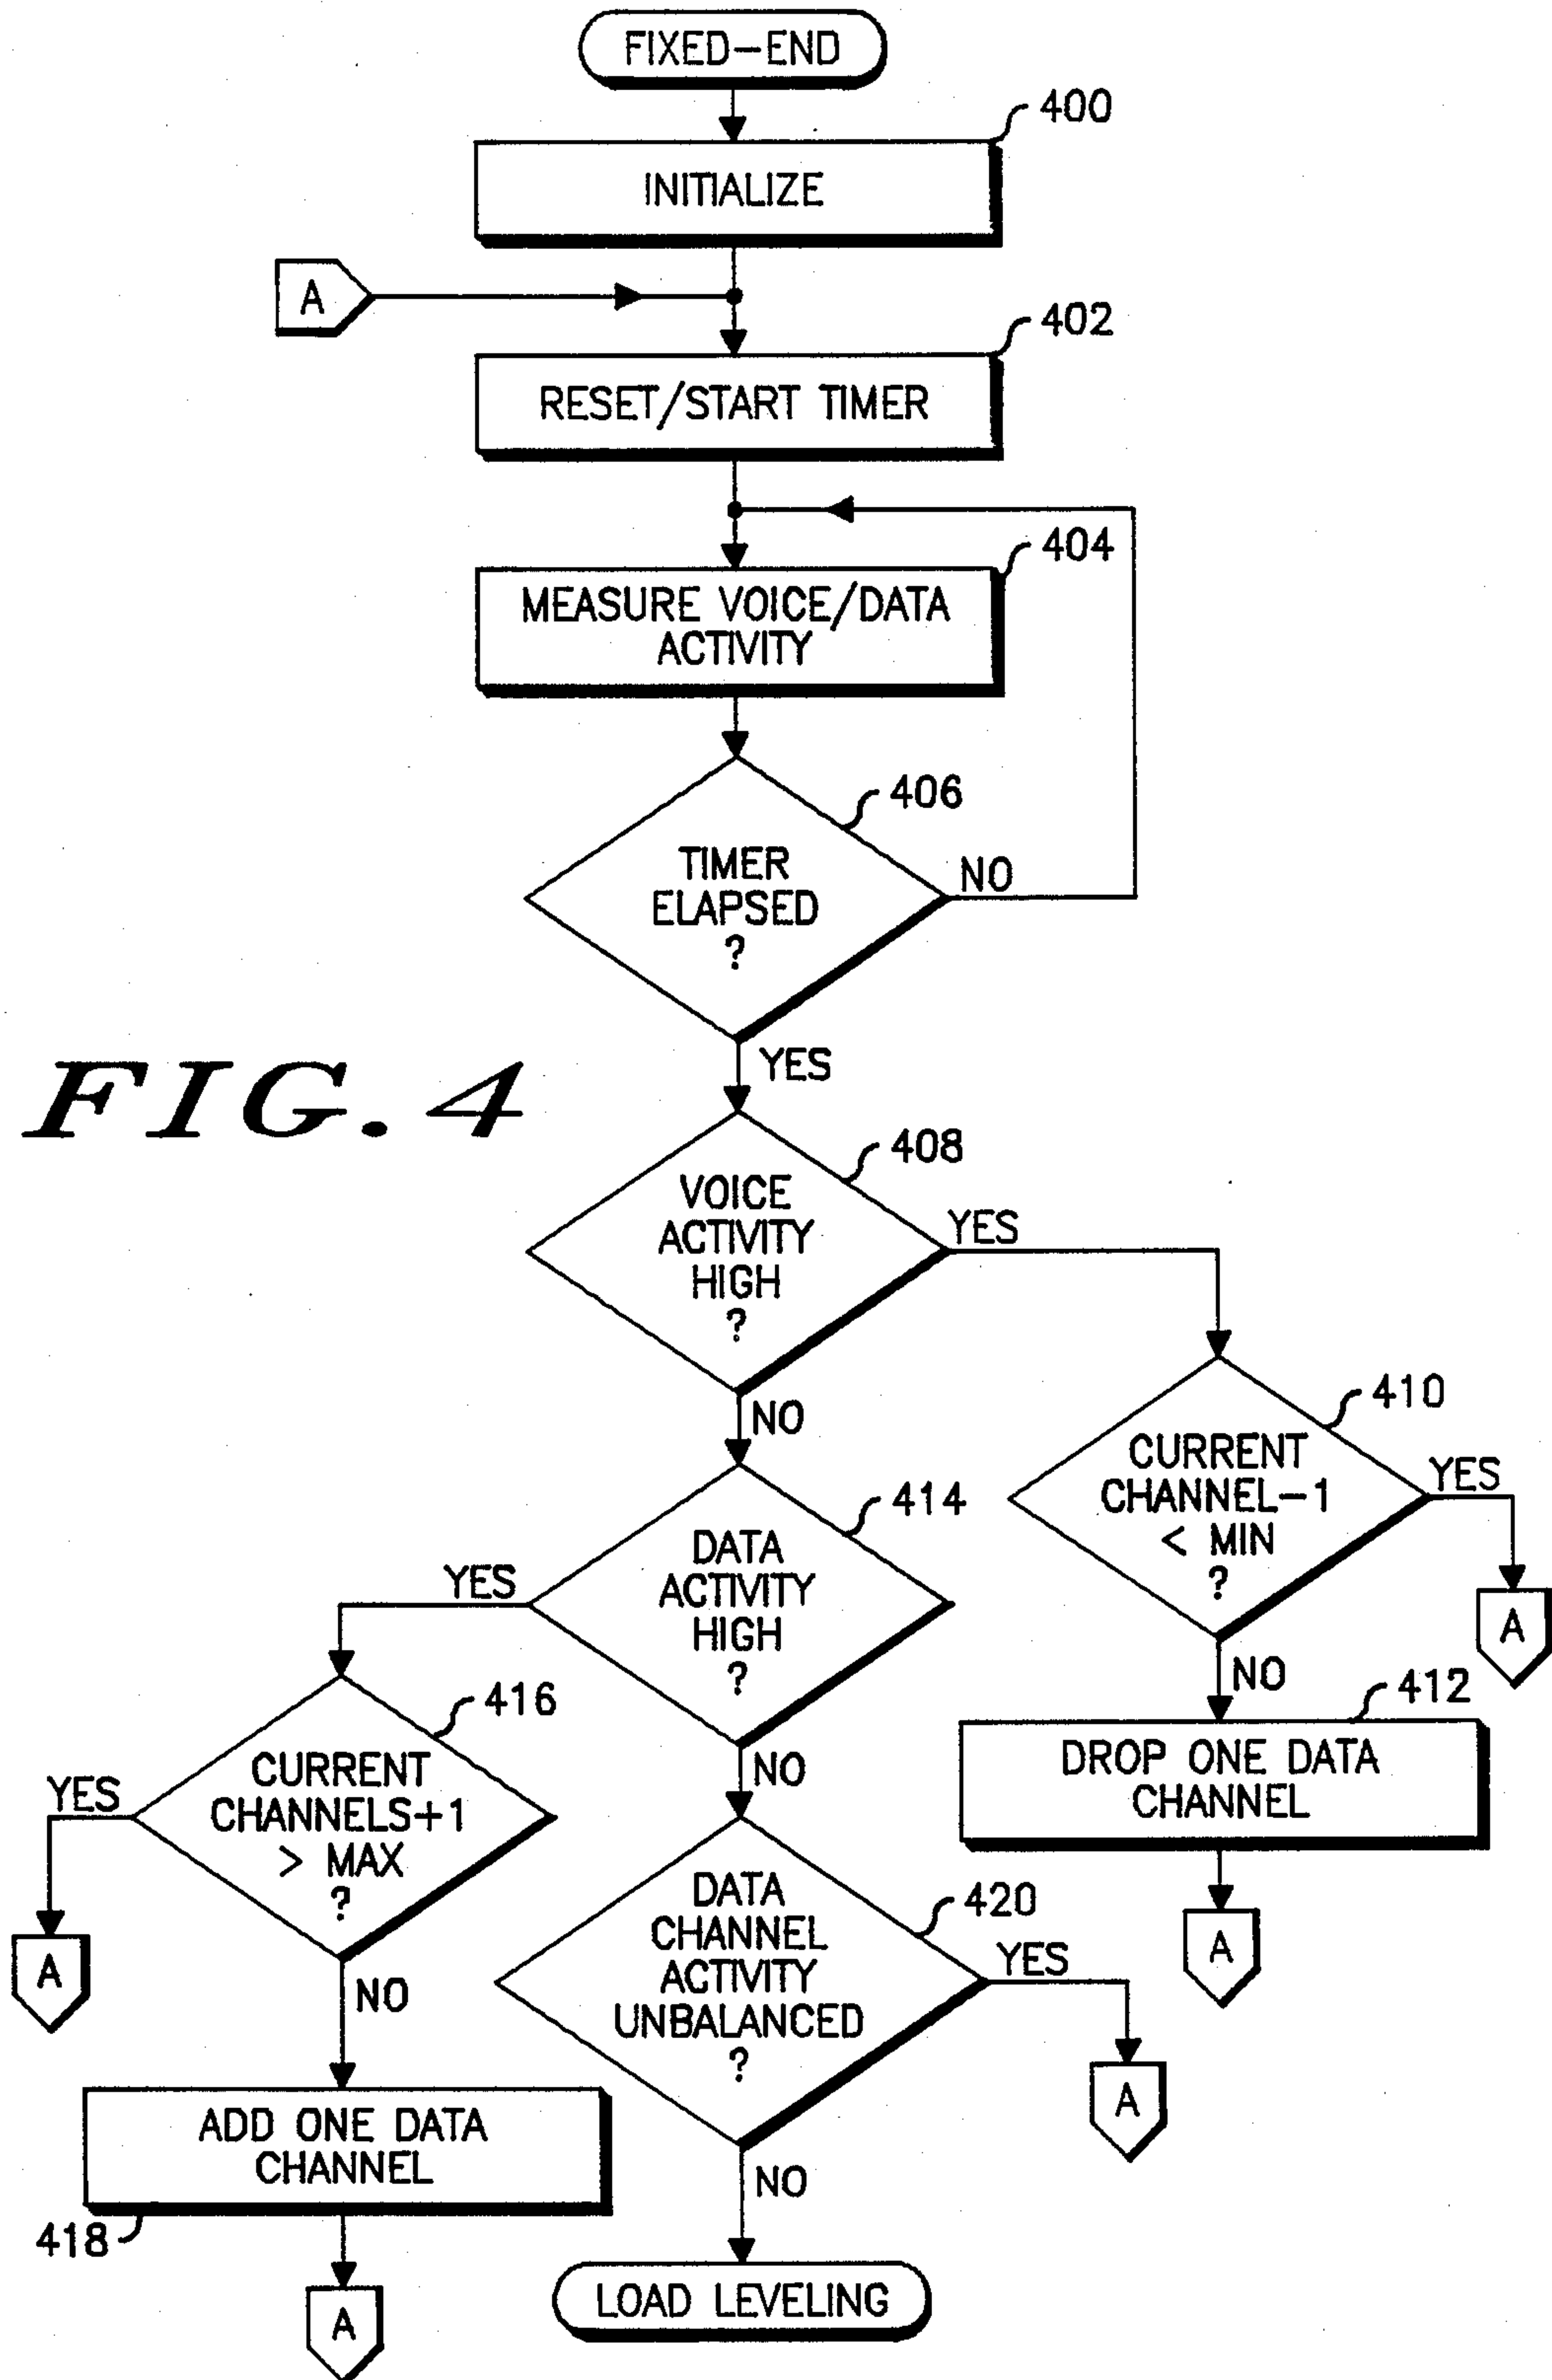 FIXED-END
400
INITIALIZE
A
402
RESET/START TIMER
404
MEASURE VOICE/DATA
ACTIVITY
406
TIMER
ELAPSED
?
NO
YES
FIG. 4
408
VOICE
ACTIVITY
HIGH
?
YES
NO
410
CURRENT
CHANNEL-1
< MIN
?
YES
A
NO
412
DROP ONE DATA
CHANNEL
A
414
DATA
ACTIVITY
HIGH
?
YES
NO
416
CURRENT
CHANNELS+1
> MAX
?
YES
A
NO
ADD ONE DATA
CHANNEL
418
A
420
DATA
CHANNEL
ACTIVITY
UNBALANCED
?
YES
A
NO
LOAD LEVELING